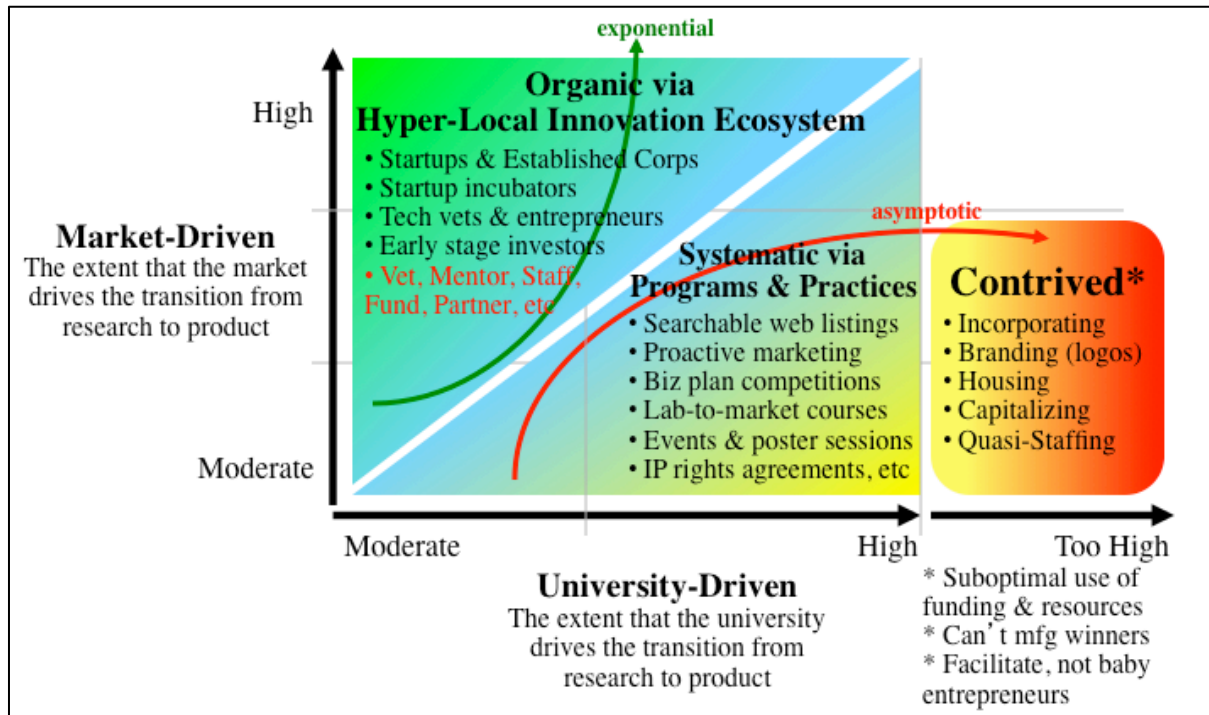 exponential
High
Organic via
Hyper-Local Innovation Ecosystem
• Startups & Established Corps
• Startup incubators
• Tech vets & entrepreneurs
• Early stage investors
• Vet, Mentor, Staff,
Fund, Partner, etc
Market-Driven
The extent that the market
drives the transition from
research to product
Moderate
asymptotic
Systematic via
Programs & Practices
• Searchable web listings
• Proactive marketing
• Biz plan competitions
• Lab-to-market courses
• Events & poster sessions
• IP rights agreements, etc
Contrived*
• Incorporating
• Branding (logos)
• Housing
• Capitalizing
• Quasi-Staffing
Moderate
High
Too High
University-Driven
The extent that the university
drives the transition from
research to product
* Suboptimal use of
funding & resources
* Can’t mfg winners
* Facilitate, not baby
entrepreneurs